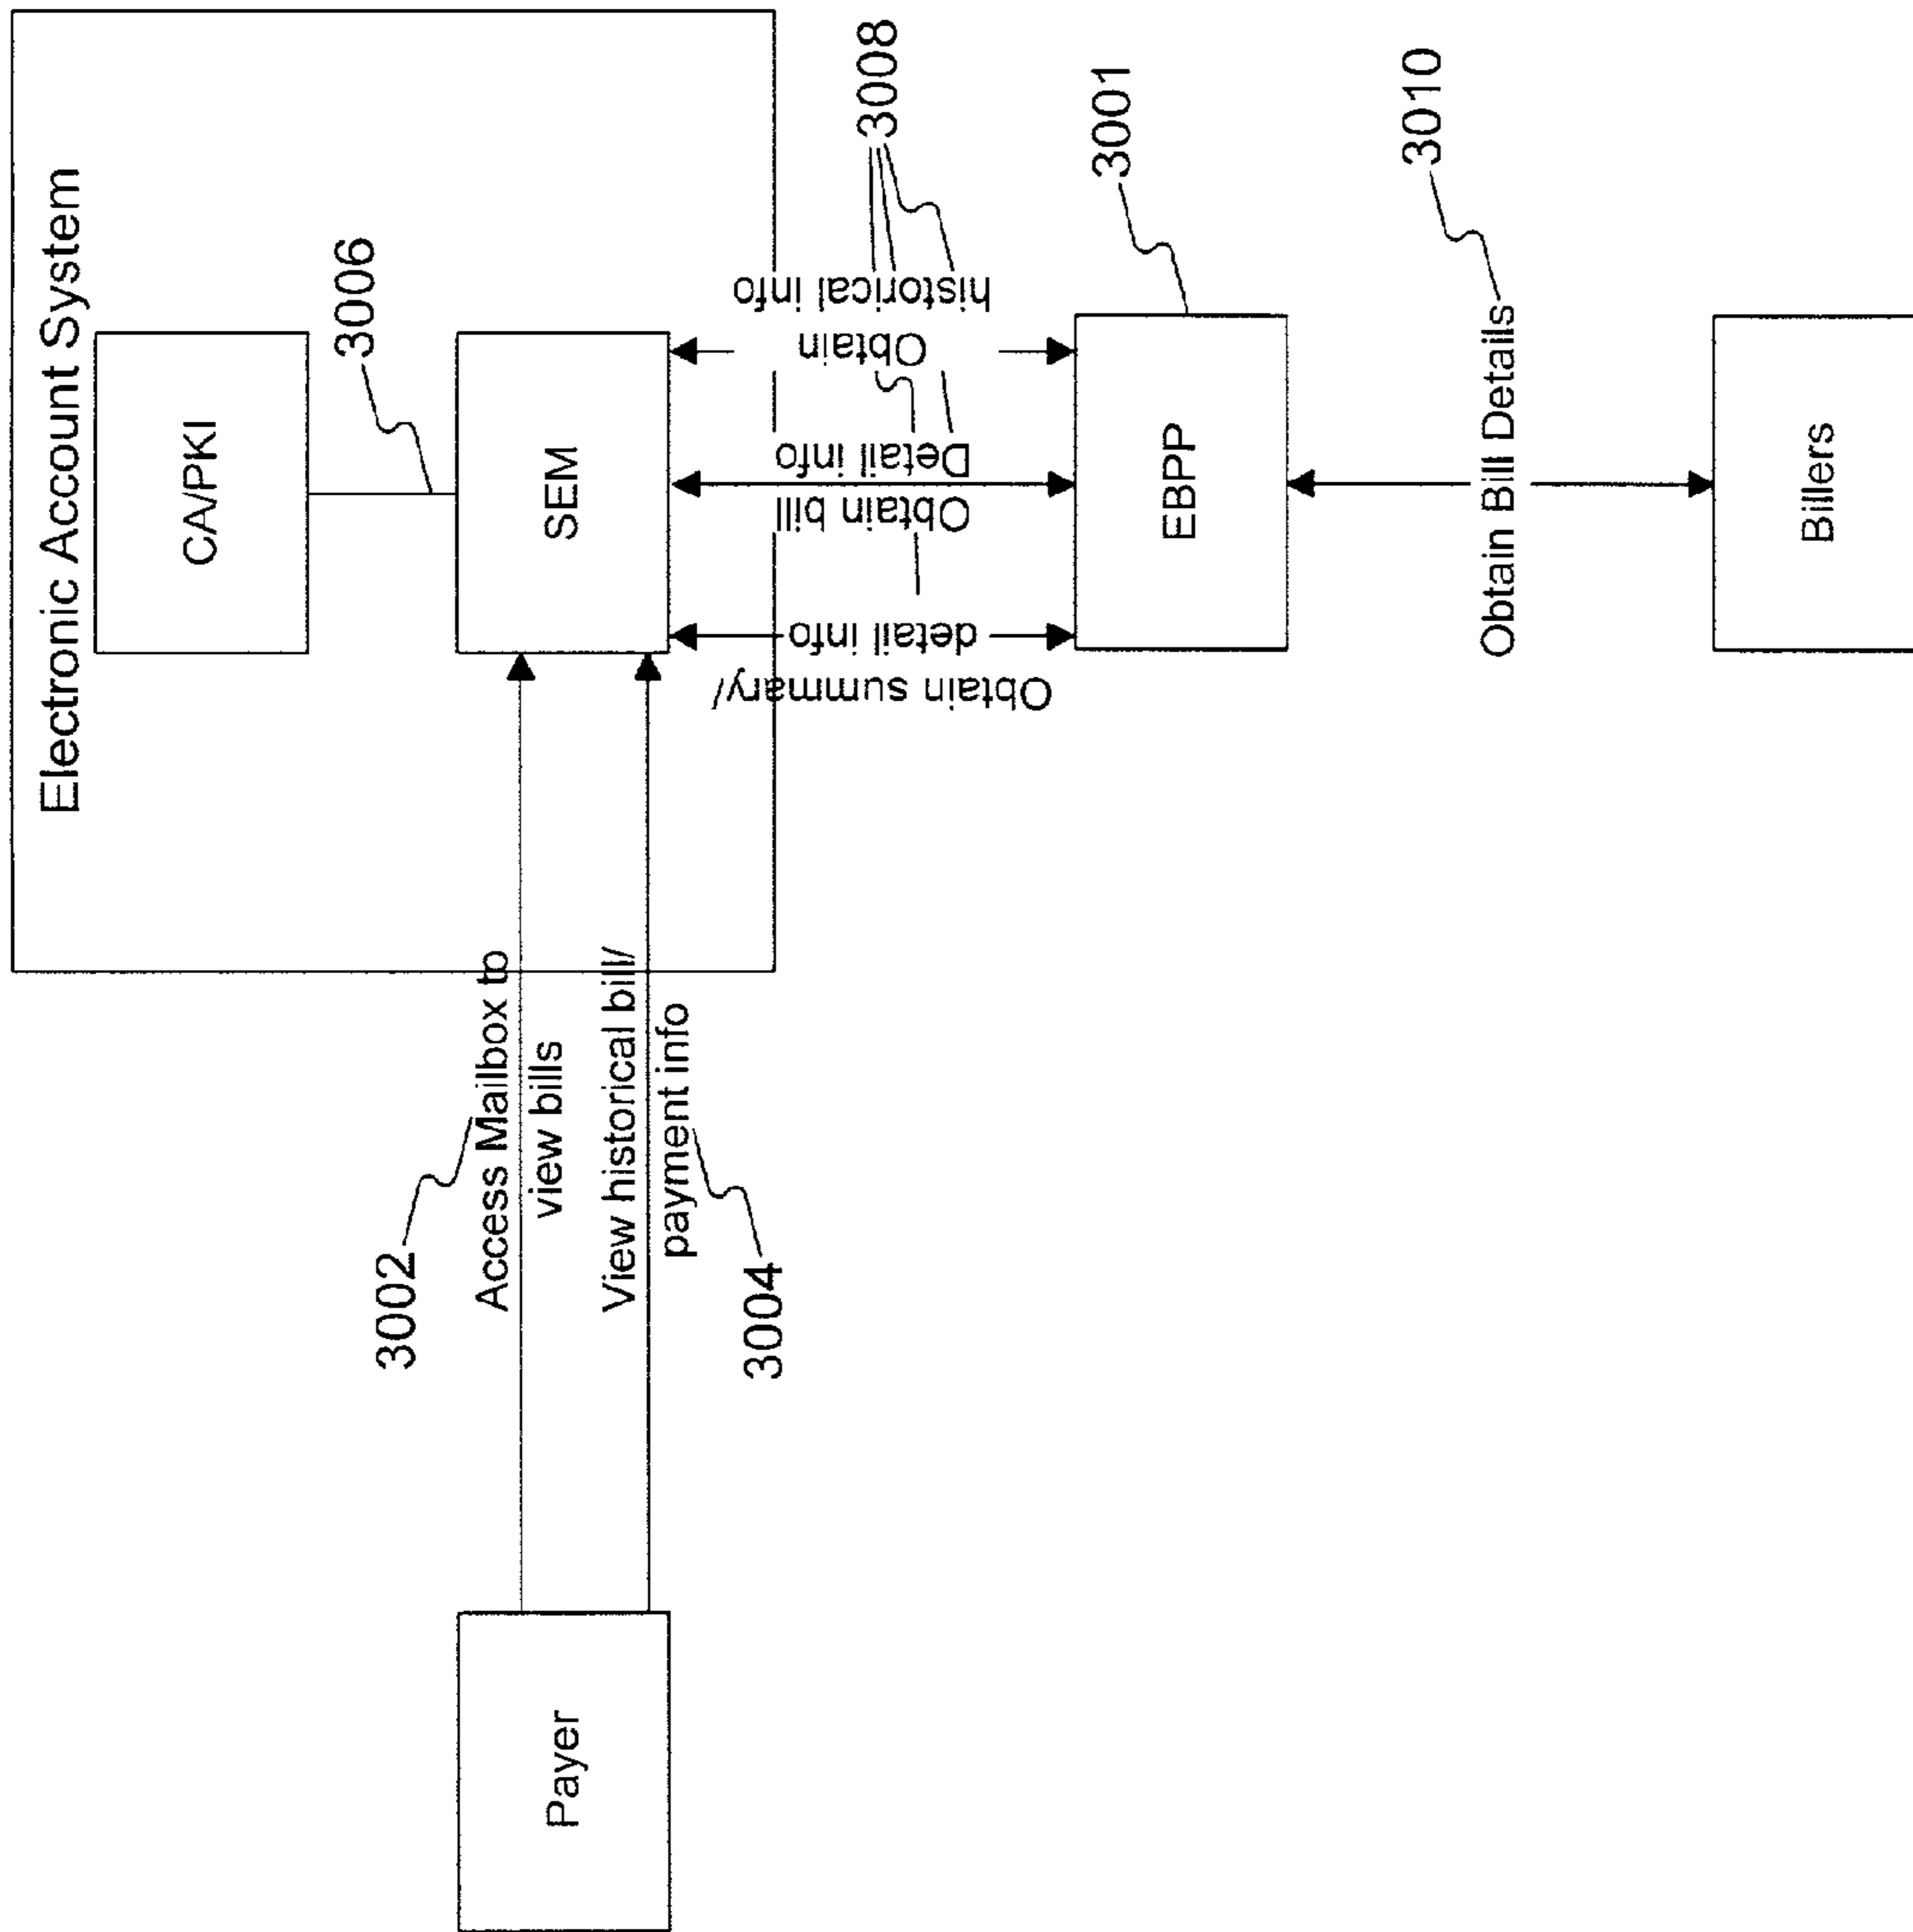 Electronic Account System
CA/PKI
3006
SEM
3002
Access Mailbox to
view bills
View historical bill/
payment info
3004
Payer
Obtain summary/
detail info
Obtain bill
Detail info
Obtain
historical info
3008
EBPP
3001
Obtain Bill Details
3010
Billers